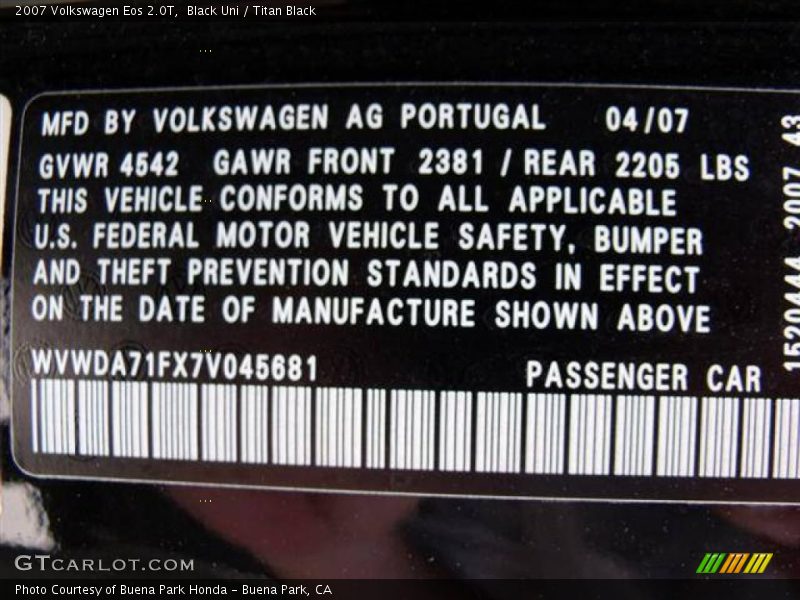 2007 Volkswagen Eos 2.0T,  Black Uni / Titan Black
MFD BY VOLKSWAGEN AG PORTUGAL 04/07
GVWR 4542 GAWR FRONT 2381 / REAR 2205 LBS
THIS VEHICLE CONFORMS TO ALL APPLICABLE
U.S. FEDERAL MOTOR VEHICLE SAFETY, BUMPER
AND THEFT PREVENTION STANDARDS IN EFFECT
ON THE DATE OF MANUFACTURE SHOWN ABOVE
WVWDA71FX7V045681 PASSENGER CAR
1520444 2007 43
GTCARLOT.COM
Photo Courtesy of Buena Park Honda - Buena Park, CA